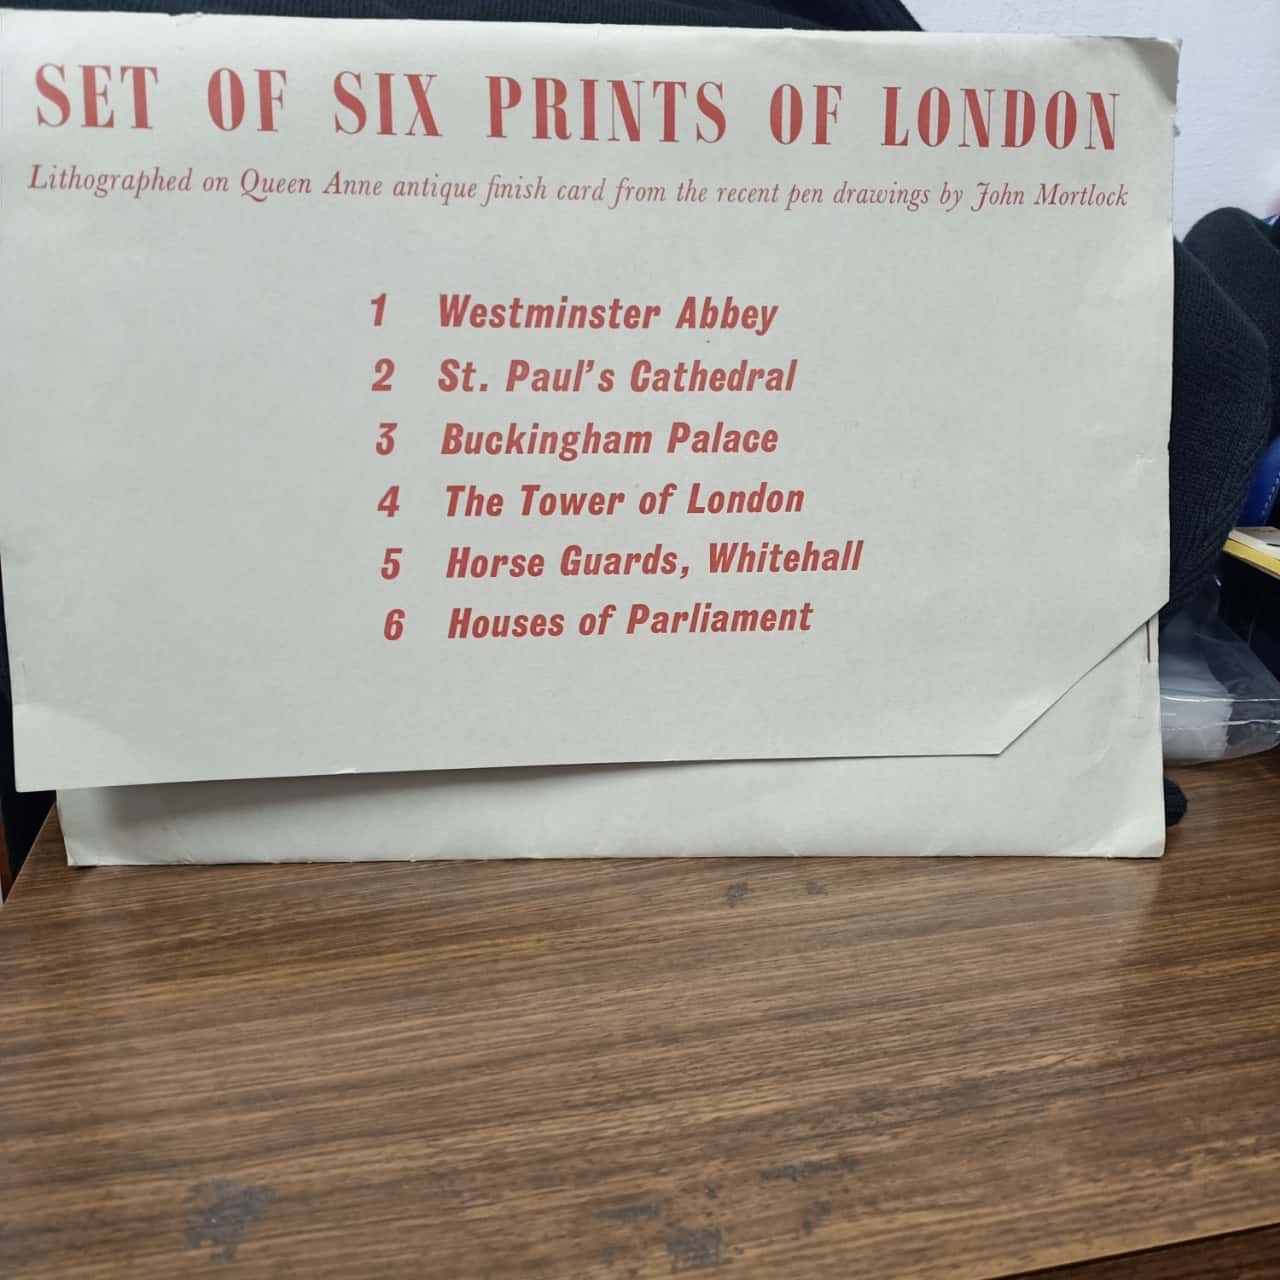 SET OF SIX PRINTS OF LONDON
Lithographed on Queen Anne antique finish card from the recent pen drawings by John Mortlock
1 Westminster Abbey
2 St. Paul's Cathedral
3 Buckingham Palace
4 The Tower of London
5 Horse Guards, Whitehall
6 Houses of Parliament